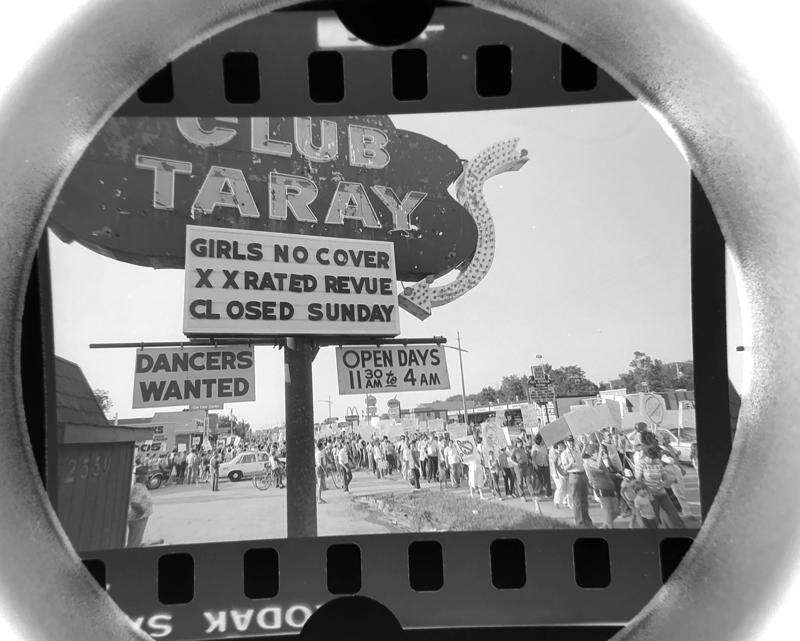 CLUB
TARAY
GIRLS NO COVER
X X RATED REVUE
CLOSED SUNDAY
DANCERS
WANTED
OPEN DAYS
11 30 AM to 4 AM
2330
KODAK SA